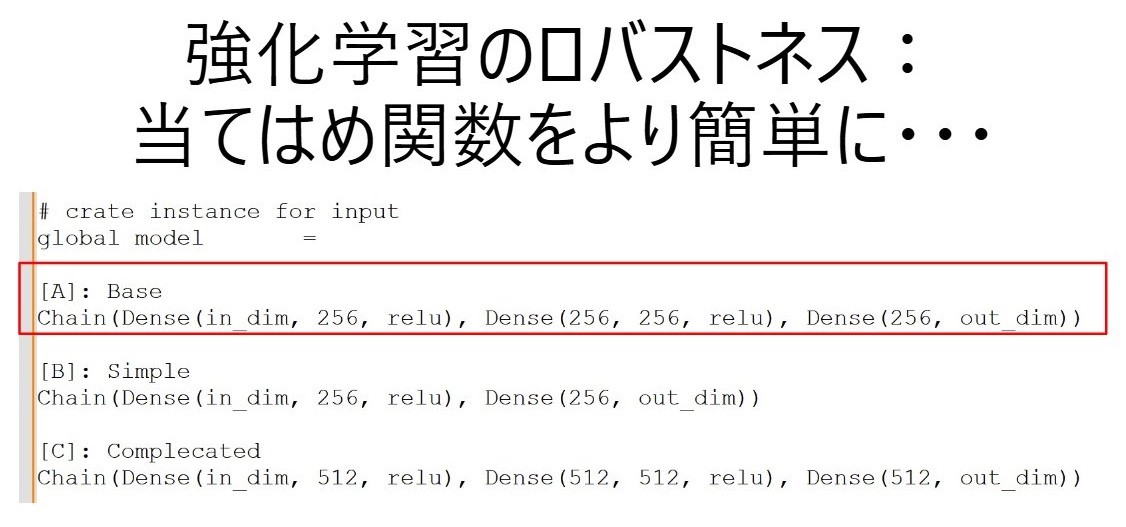 強化学習のロバストネス：
当てはめ関数をより簡単に・・・
# crate instance for input
global model =
[A]: Base
Chain(Dense(in_dim, 256, relu), Dense(256, 256, relu), Dense(256, out_dim))
[B]: Simple
Chain(Dense(in_dim, 256, relu), Dense(256, out_dim))
[C]: Complecated
Chain(Dense(in_dim, 512, relu), Dense(512, 512, relu), Dense(512, out_dim))